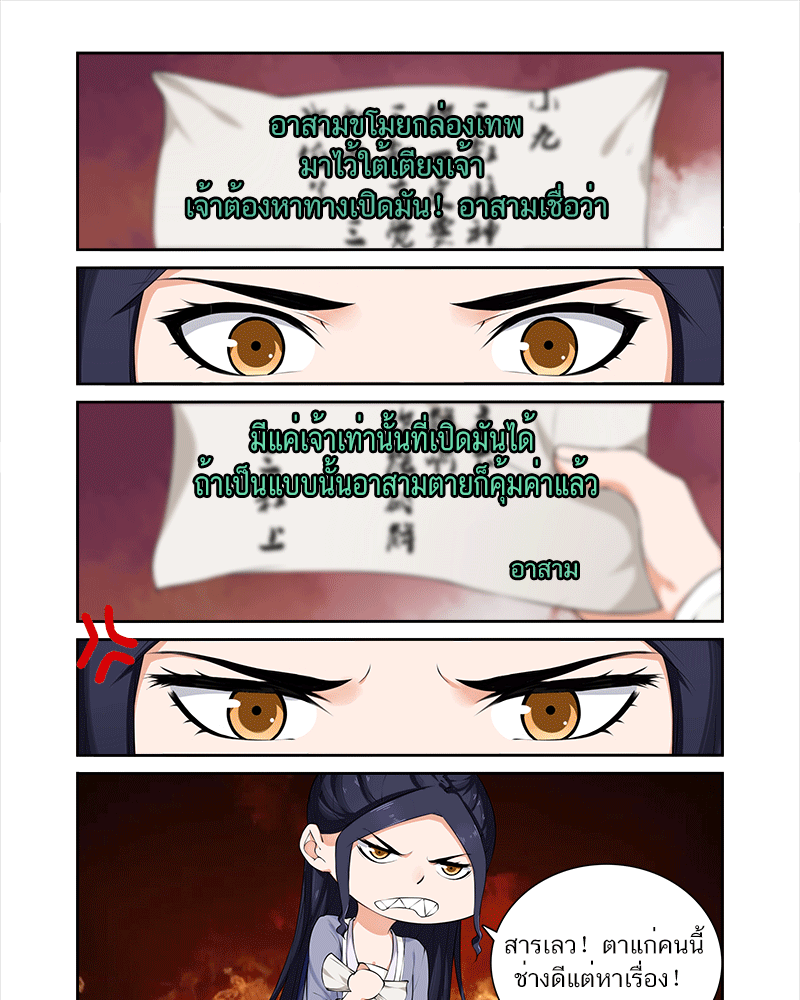 อาสามขโมยกล่องเทพ
มาไว้ใต้เตียงเจ้า
เจ้าต้องหาทางเปิดมัน! อาสามเชื่อว่า
มีแค่เจ้าเท่านั้นที่เปิดมันได้
ถ้าเป็นแบบนั้นอาสามตายก็คุ้มค่าแล้ว
อาสาม
สารเลว! ตาแก่คนนี้
ช่างดีแต่หาเรื่อง!